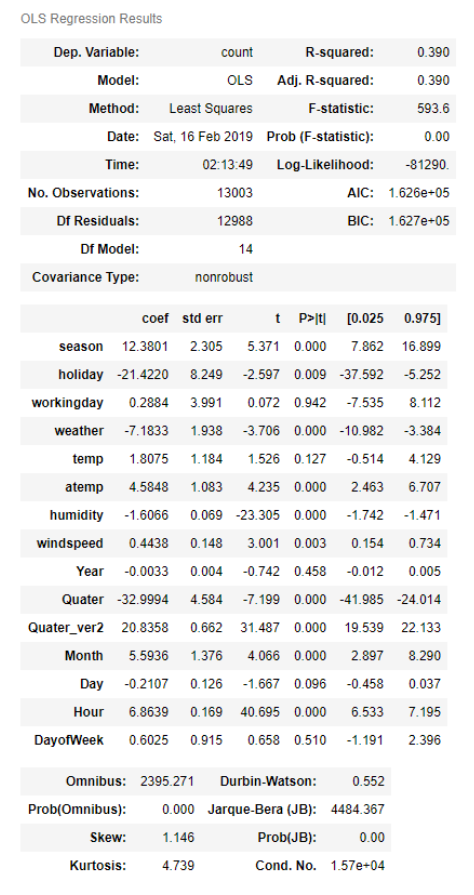 OLS Regression Results
Dep. Variable: count R-squared: 0.390
Model: OLS Adj. R-squared: 0.390
Method: Least Squares F-statistic: 593.6
Date: Sat, 16 Feb 2019 Prob (F-statistic): 0.00
Time: 02:13:49 Log-Likelihood: -81290.
No. Observations: 13003 AIC: 1.626e+05
Df Residuals: 12988 BIC: 1.627e+05
Df Model: 14
Covariance Type: nonrobust
coef std err t P>|t| [0.025 0.975]
season 12.3801 2.305 5.371 0.000 7.862 16.899
holiday -21.4220 8.249 -2.597 0.009 -37.592 -5.252
workingday 0.2884 3.991 0.072 0.942 -7.535 8.112
weather -7.1833 1.938 -3.706 0.000 -10.982 -3.384
temp 1.8075 1.184 1.526 0.127 -0.514 4.129
atemp 4.5848 1.083 4.235 0.000 2.463 6.707
humidity -1.6066 0.069 -23.305 0.000 -1.742 -1.471
windspeed 0.4438 0.148 3.001 0.003 0.154 0.734
Year -0.0033 0.004 -0.742 0.458 -0.012 0.005
Quater -32.9994 4.584 -7.199 0.000 -41.985 -24.014
Quater_ver2 20.8358 0.662 31.487 0.000 19.539 22.133
Month 5.5936 1.376 4.066 0.000 2.897 8.290
Day -0.2107 0.126 -1.667 0.096 -0.458 0.037
Hour 6.8639 0.169 40.695 0.000 6.533 7.195
DayofWeek 0.6025 0.915 0.658 0.510 -1.191 2.396
Omnibus: 2395.271 Durbin-Watson: 0.552
Prob(Omnibus): 0.000 Jarque-Bera (JB): 4484.367
Skew: 1.146 Prob(JB): 0.00
Kurtosis: 4.739 Cond. No. 1.57e+04